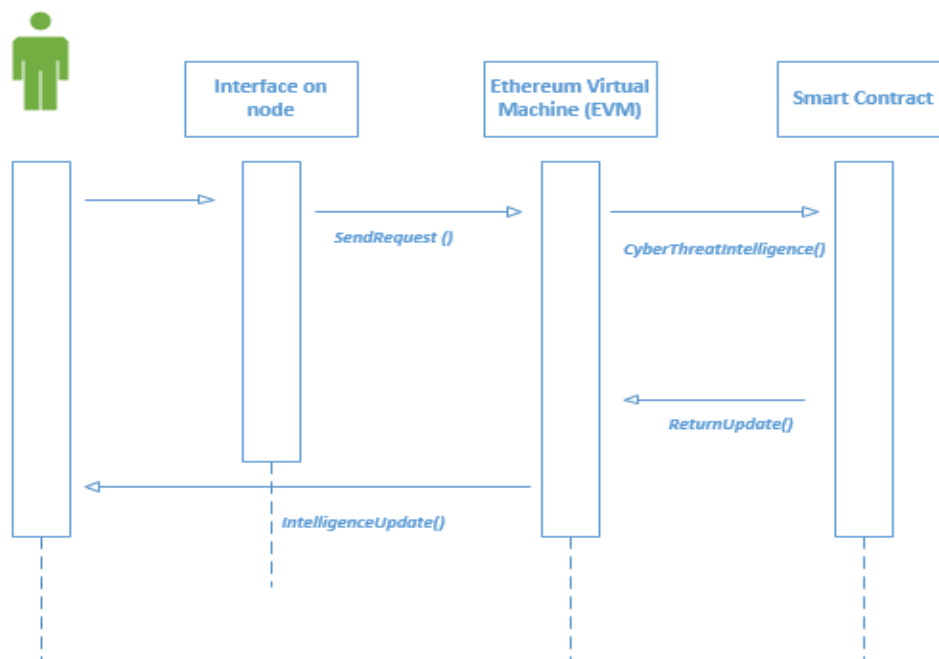 Interface on
node
Ethereum Virtual
Machine (EVM)
Smart Contract
SendRequest ()
CyberThreatIntelligence()
ReturnUpdate()
IntelligenceUpdate()